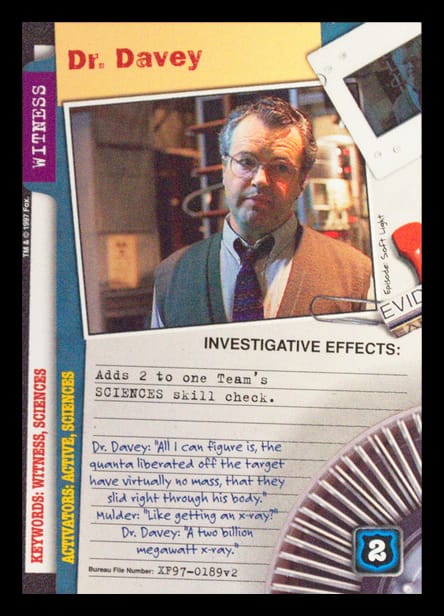 Dr. Davey
WITNESS
TM & © 1997 Fox.
Episode: Soft Light
EVID
INVESTIGATIVE EFFECTS:
Adds 2 to one Team's
SCIENCES skill check.
KEYWORDS: WITNESS, SCIENCES
ACTIVATORS: ACTIVE, SCIENCES
Dr. Davey: "All I can figure is, the
quanta liberated off the target
have virtually no mass, that they
slid right through his body."
Mulder: "Like getting an x-ray?"
Dr. Davey: "A two billion
megawatt x-ray."
Bureau File Number: XF97-0189v2
2